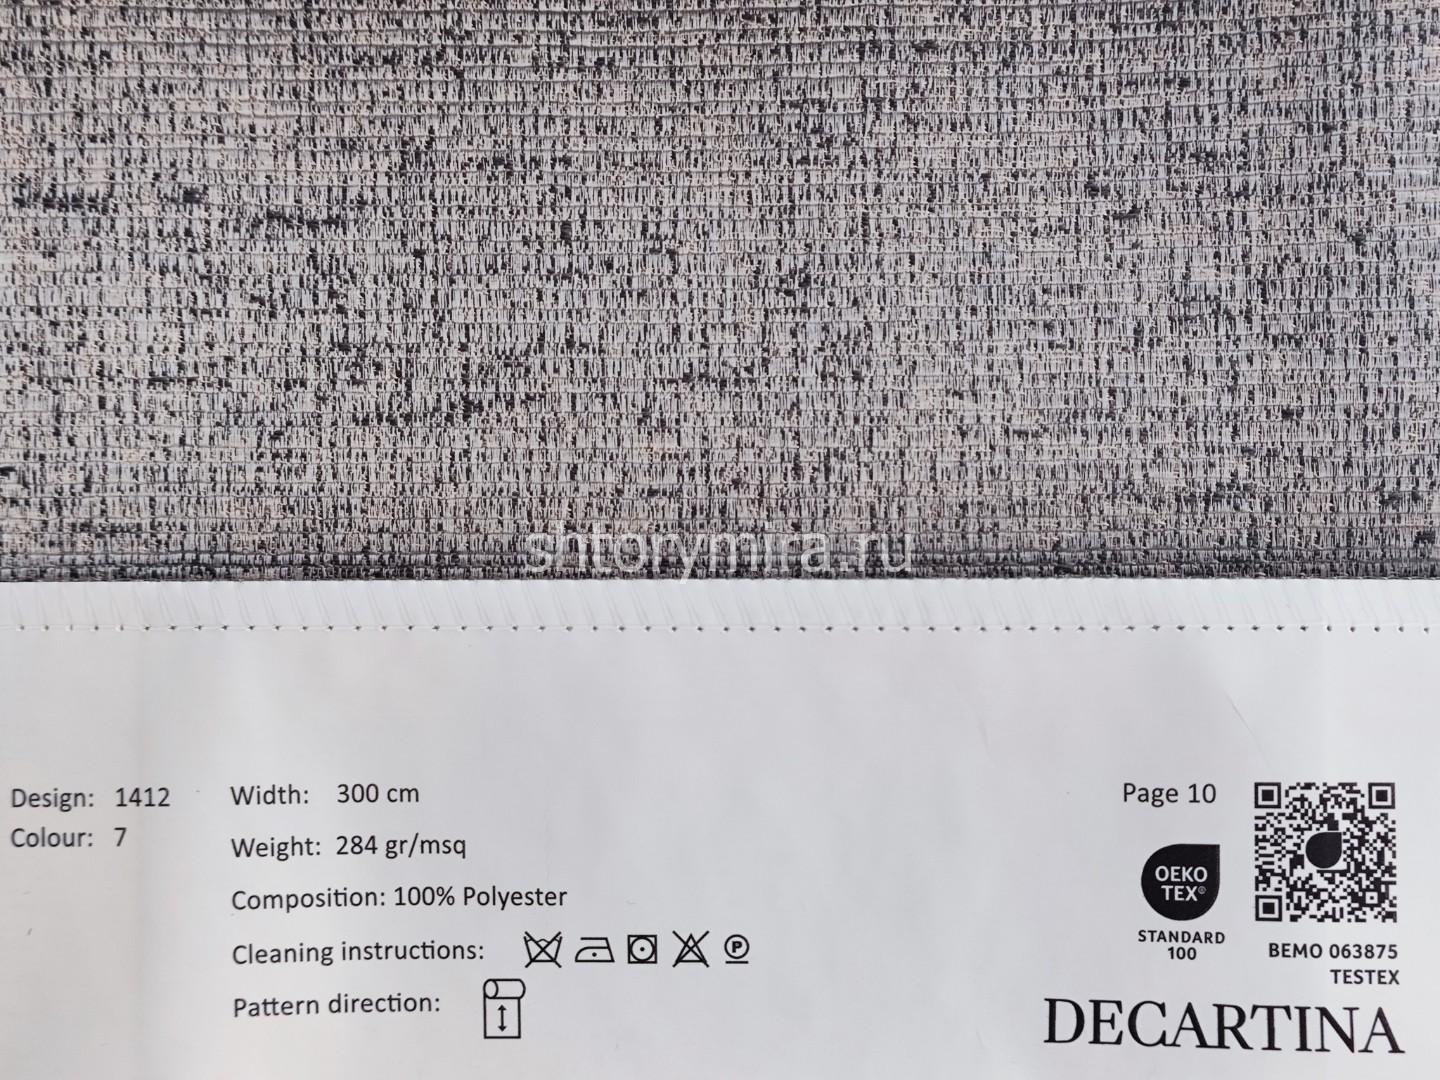 shtorymira.ru
Design: 1412
Colour: 7
Width: 300 cm
Weight: 284 gr/msq
Composition: 100% Polyester
Cleaning instructions: P
Pattern direction:
Page 10
OEKO
TEX®
STANDARD
100
BEMO 063875
TESTEX
DECARTINA